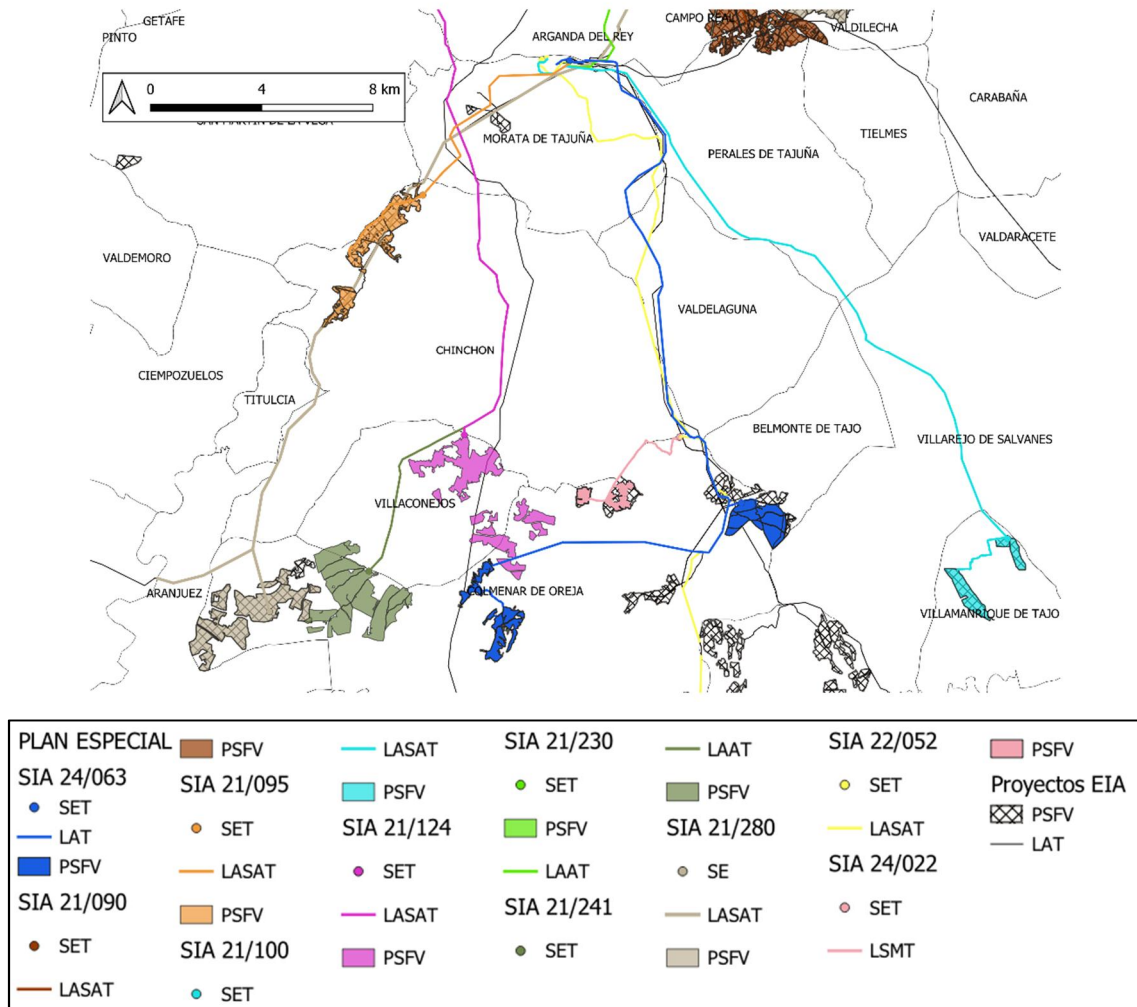 GETAFE
PINTO
ARGANDA DEL REY
CAMPO REAL
VALDILECHA
0 4 8 km
SAN MARTIN DE LA VEGA
CARABAÑA
MORATA DE TAJUÑA
TIELMES
PERALES DE TAJUÑA
VALDARACETE
VALDEMORO
VALDELAGUNA
CHINCHON
CIEMPOZUELOS
TITULCIA
BELMONTE DE TAJO
VILLAREJO DE SALVANES
VILLACONEJOS
ARANJUEZ
COLMENAR DE OREJA
VILLAMANRIQUE DE TAJO
PLAN ESPECIAL
SIA 24/063
SET
LAT
PSFV
SIA 21/090
SET
LASAT
PSFV
SIA 21/095
SET
LASAT
PSFV
SIA 21/100
SET
LASAT
PSFV
SIA 21/124
SET
LASAT
PSFV
SIA 21/230
SET
PSFV
LAAT
SIA 21/241
SET
LAAT
PSFV
SIA 21/280
SE
LASAT
PSFV
SIA 22/052
SET
LASAT
SIA 24/022
SET
LSMT
PSFV
Proyectos EIA
PSFV
LAT